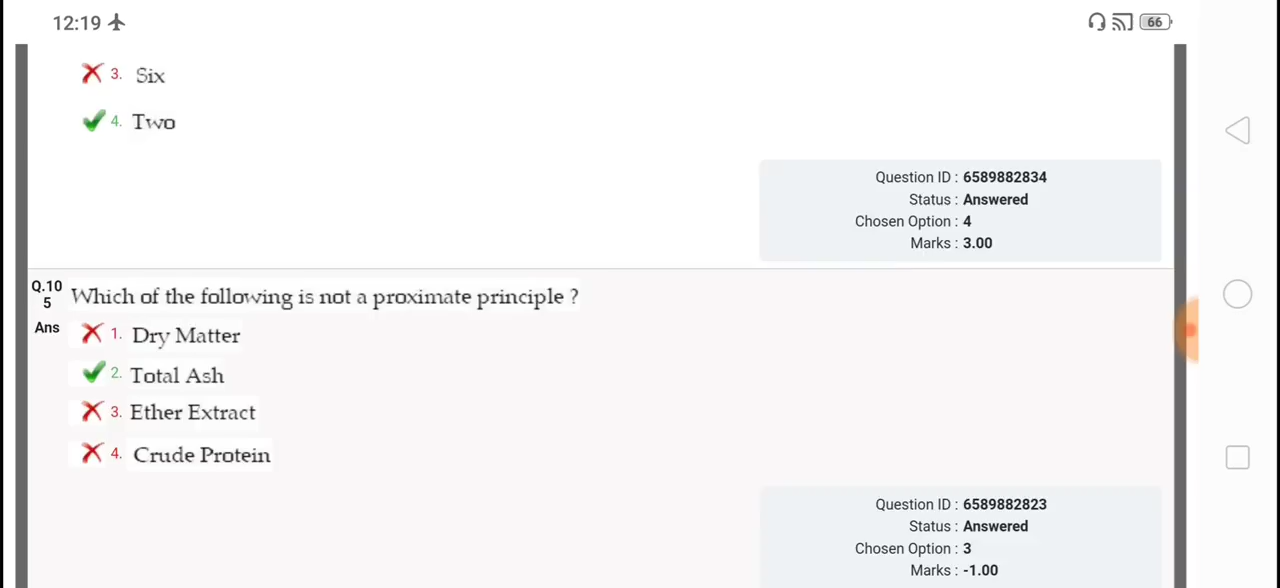 12:19
66
3. Six
4. Two
Question ID : 6589882834
Status : Answered
Chosen Option : 4
Marks : 3.00
Q.10
5
Which of the following is not a proximate principle ?
Ans
1. Dry Matter
2. Total Ash
3. Ether Extract
4. Crude Protein
Question ID : 6589882823
Status : Answered
Chosen Option : 3
Marks : -1.00